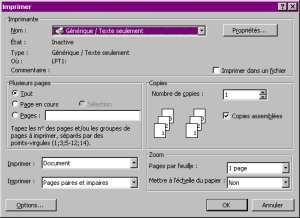 Imprimer
Imprimante
Nom :
Générique / Texte seulement
Propriétés...
État :
Inactive
Type :
Générique / Texte seulement
Où :
LPT1:
Commentaire :
Imprimer dans un fichier
Plusieurs pages
Tout
Page en cours
Sélection
Pages :
Tapez les n° des pages et/ou les groupes de
pages à imprimer, séparés par des
points-virgules (1;3;5-12;14).
Copies
Nombre de copies :
1
Copies assemblées
Imprimer :
Document
Imprimer :
Pages paires et impaires
Zoom
Pages par feuille :
1 page
Mettre à l'échelle du papier :
Non
Options...
OK
Annuler